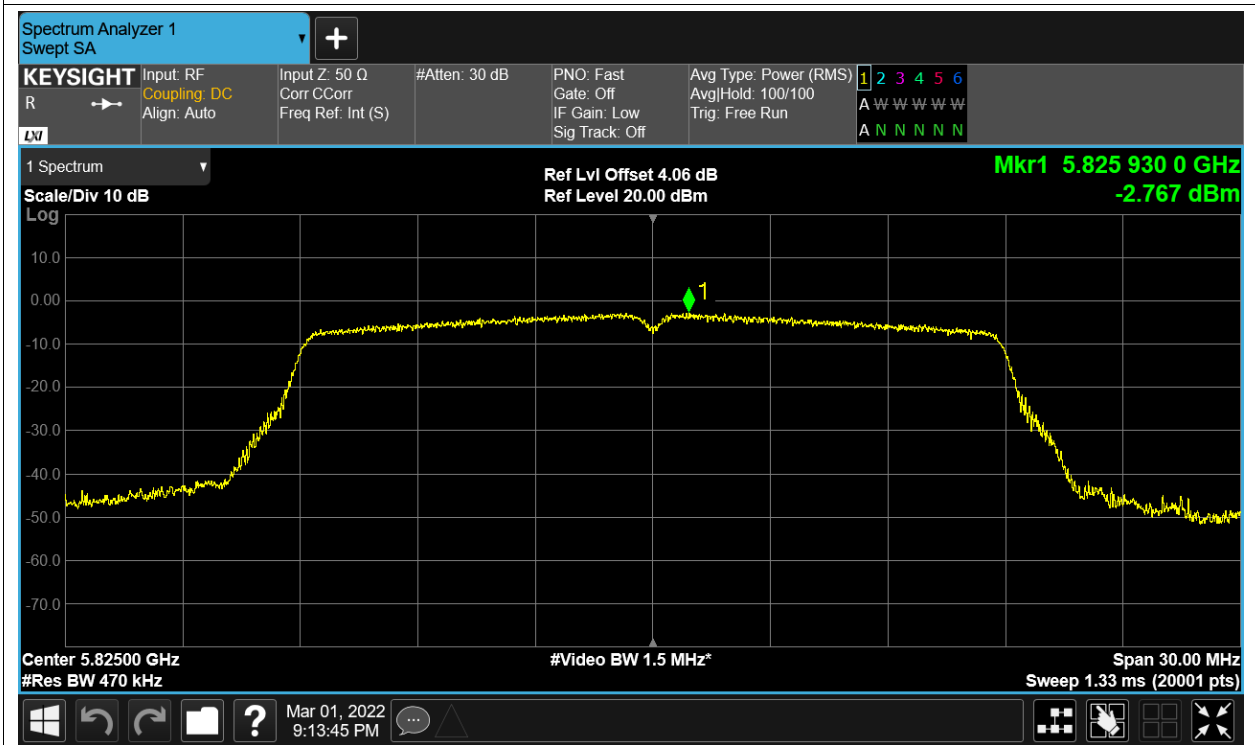 Spectrum Analyzer 1
Swept SA
+
KEYSIGHT
R
LXI
Input: RF
Coupling: DC
Align: Auto
Input Z: 50 Ω
Corr CCorr
Freq Ref: Int (S)
#Atten: 30 dB
PNO: Fast
Gate: Off
IF Gain: Low
Sig Track: Off
Avg Type: Power (RMS)
Avg|Hold: 100/100
Trig: Free Run
1 2 3 4 5 6
A W W W W W
A N N N N N
1 Spectrum
Scale/Div 10 dB
Log
Ref Lvl Offset 4.06 dB
Ref Level 20.00 dBm
Mkr1 5.825 930 0 GHz
-2.767 dBm
10.0
0.00
-10.0
-20.0
-30.0
-40.0
-50.0
-60.0
-70.0
1
Center 5.82500 GHz
#Res BW 470 kHz
#Video BW 1.5 MHz*
Span 30.00 MHz
Sweep 1.33 ms (20001 pts)
?
Mar 01, 2022
9:13:45 PM